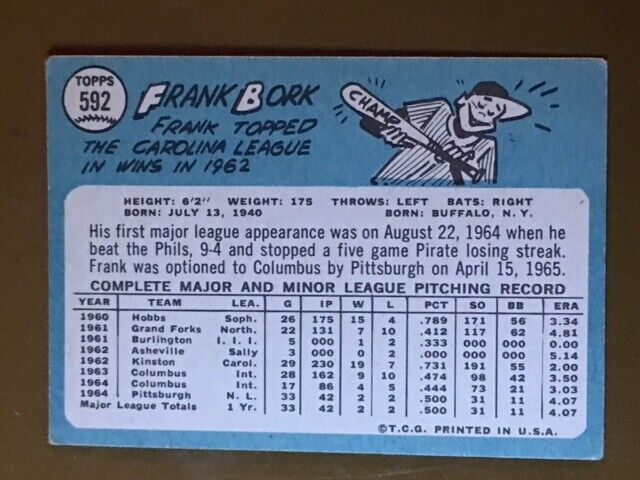 TOPPS
592
FRANK BORK
FRANK TOPPED
THE CAROLINA LEAGUE
IN WINS IN 1962
CHAMP
HEIGHT: 6'2" WEIGHT: 175 THROWS: LEFT BATS: RIGHT
BORN: JULY 13, 1940 BORN: BUFFALO, N. Y.
His first major league appearance was on August 22, 1964 when he
beat the Phils, 9-4 and stopped a five game Pirate losing streak.
Frank was optioned to Columbus by Pittsburgh on April 15, 1965.
COMPLETE MAJOR AND MINOR LEAGUE PITCHING RECORD
YEAR TEAM LEA. G IP W L PCT SO BB ERA
1960 Hobbs Soph. 26 175 15 4 .789 171 56 3.34
1961 Grand Forks North. 22 131 7 10 .412 117 62 4.81
1961 Burlington I. I. I. 5 000 1 2 .333 000 000 0.00
1962 Asheville Sally 3 000 0 2 .000 000 000 5.14
1962 Kinston Carol. 29 230 19 7 .731 191 55 2.00
1963 Columbus Int. 28 162 9 10 .474 98 42 3.50
1964 Columbus Int. 17 86 4 5 .444 73 21 3.03
1964 Pittsburgh N. L. 33 42 2 2 .500 31 11 4.07
Major League Totals 1 Yr. 33 42 2 2 .500 31 11 4.07
©T.C.G. PRINTED IN U.S.A.